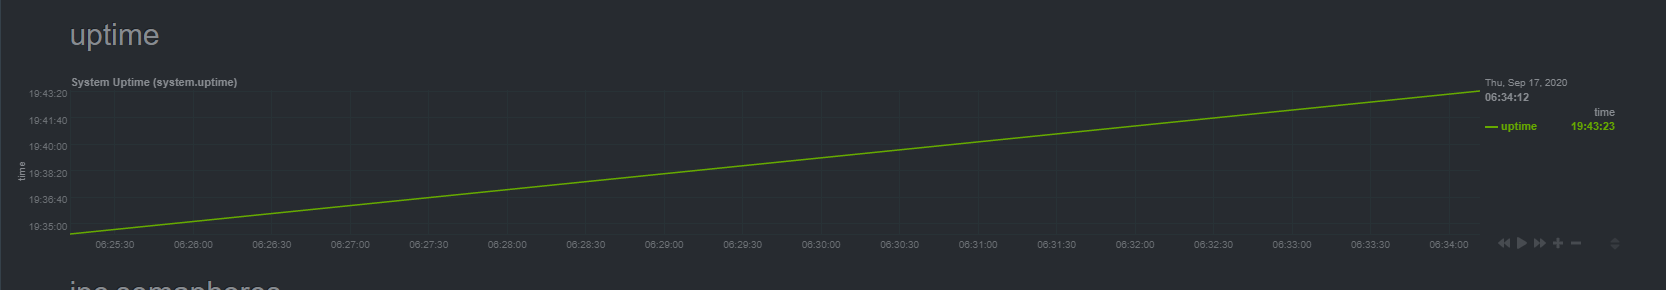 uptime
System Uptime (system.uptime)
Thu, Sep 17, 2020
06:34:12
time
uptime 19:43:23
19:43:20
19:41:40
19:40:00
19:38:20
19:36:40
19:35:00
time
06:25:30 06:26:00 06:26:30 06:27:00 06:27:30 06:28:00 06:28:30 06:29:00 06:29:30 06:30:00 06:30:30 06:31:00 06:31:30 06:32:00 06:32:30 06:33:00 06:33:30 06:34:00
ipc semaphores